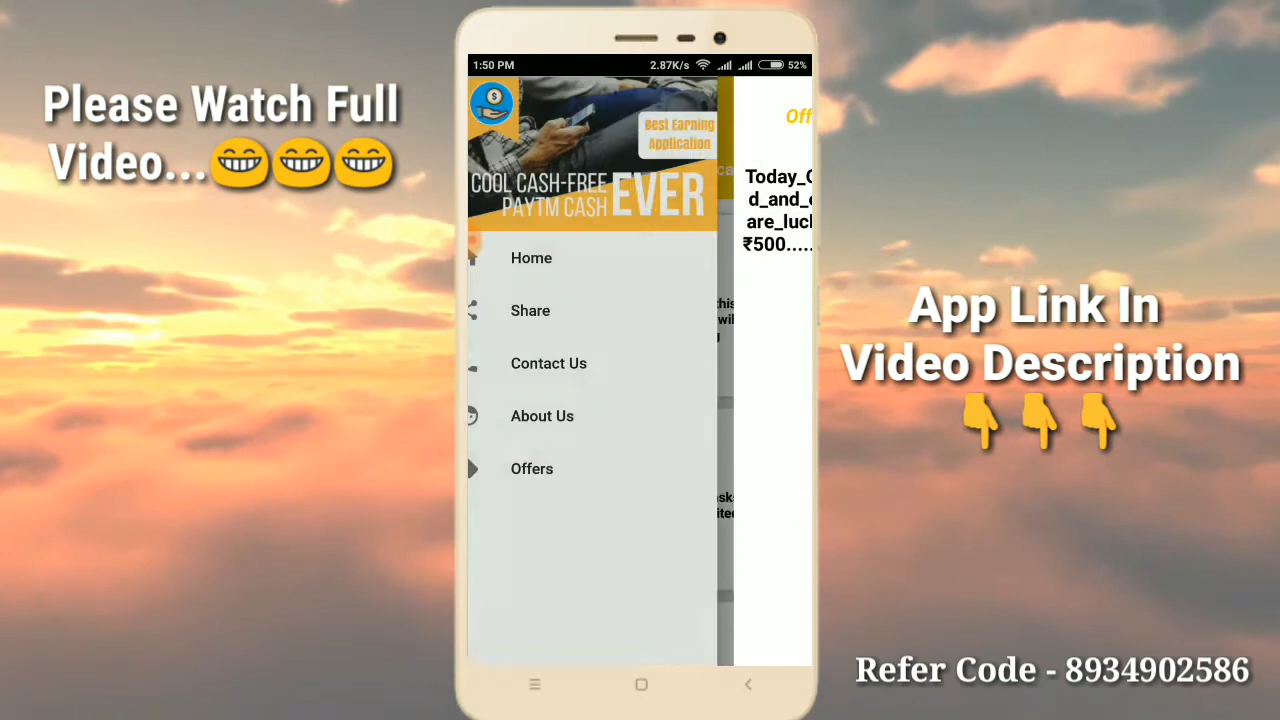 Please Watch Full
Video...😁😁😁
1:50 PM
2.87K/s
52%
$
Best Earning
Application
COOL CASH-FREE
PAYTM CASH EVER
Home
Share
Contact Us
About Us
Offers
Off
Today_
d_and_
are_luc
₹500.....
this
wil
App Link In
Video Description
👇 👇 👇
Refer Code - 8934902586